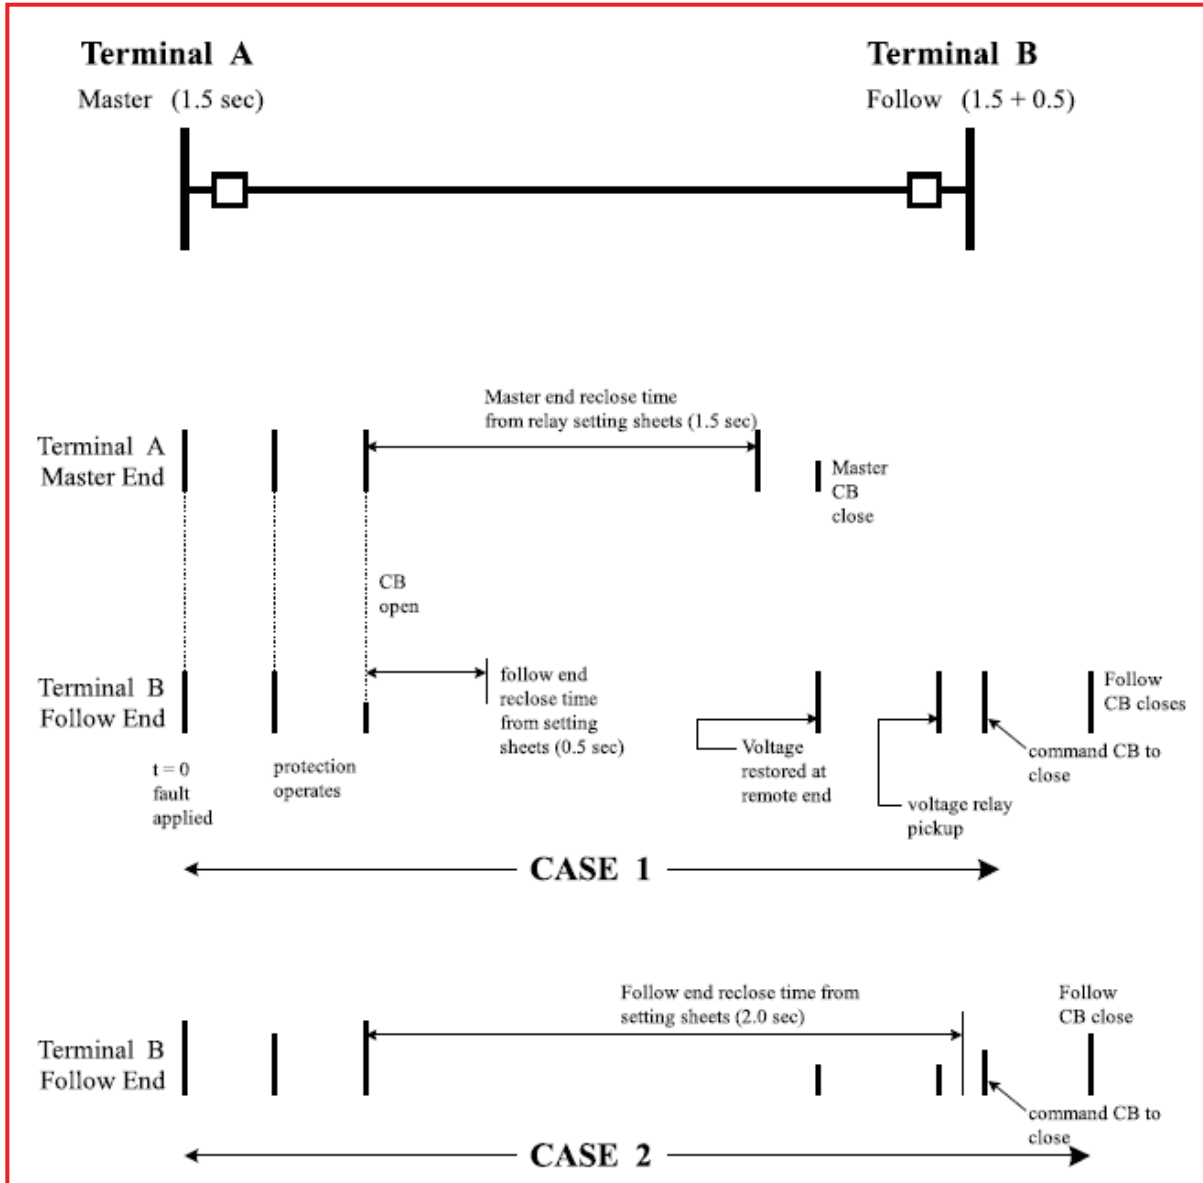 Terminal A
Master (1.5 sec)
Terminal B
Follow (1.5 + 0.5)
Master end reclose time
from relay setting sheets (1.5 sec)
Terminal A
Master End
Master
CB
close
CB
open
Terminal B
Follow End
follow end
reclose time
from setting
sheets (0.5 sec)
Follow
CB closes
Voltage
restored at
remote end
command CB to
close
voltage relay
pickup
t = 0
fault
applied
protection
operates
CASE 1
Follow end reclose time from
setting sheets (2.0 sec)
Follow
CB close
Terminal B
Follow End
command CB to
close
CASE 2